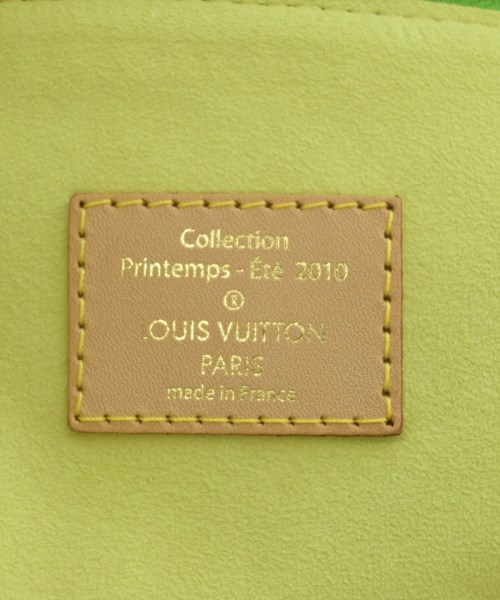 Collection
Printemps - Été 2010
®
LOUIS VUITTON
PARIS
made in France